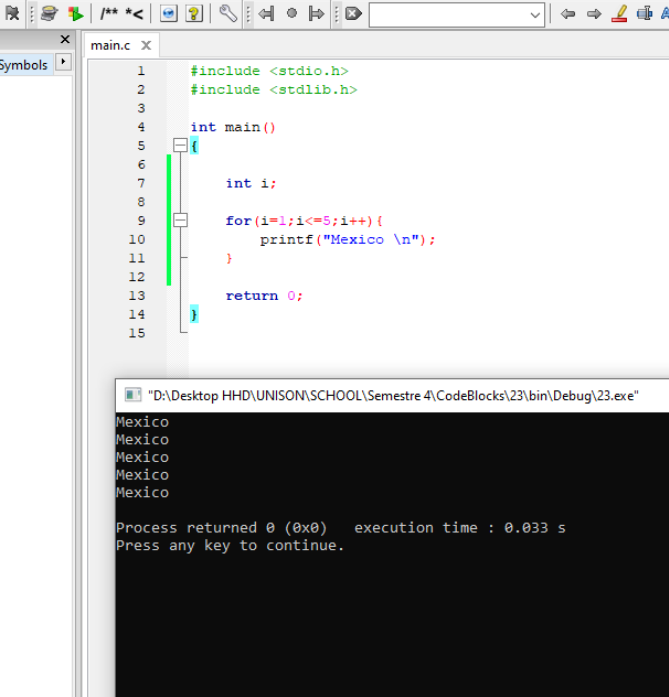 /** *<
Symbols
main.c
1 #include <stdio.h>
2 #include <stdlib.h>
3
4 int main()
5 {
6
7 int i;
8
9 for(i=1;i<=5;i++){
10 printf("Mexico \n");
11 }
12
13 return 0;
14 }
15
"D:\Desktop HHD\UNISON\SCHOOL\Semestre 4\CodeBlocks\23\bin\Debug\23.exe"
Mexico
Mexico
Mexico
Mexico
Mexico
Process returned 0 (0x0)   execution time : 0.033 s
Press any key to continue.